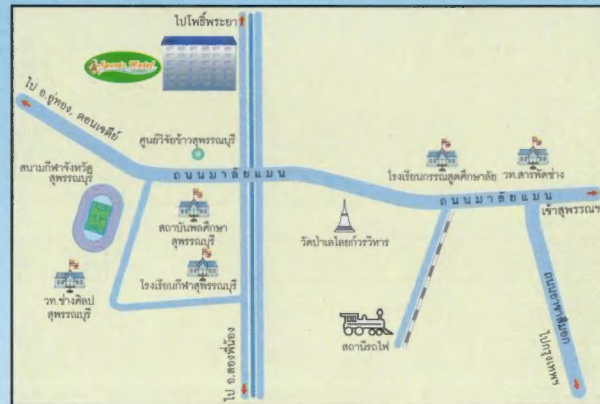 ไปโพธิ์พระยา
Sports Hotel
ไป อ.อู่ทอง, ดอนเจดีย์
ศูนย์วิจัยข้าวสุพรรณบุรี
สนามกีฬาจังหวัด
สุพรรณบุรี
ถนนมาลัยแมน
โรงเรียนกรรณสูตศึกษาลัย
วท.สารพัดช่าง
ถนนมาลัยแมน
เข้าสุพรรณฯ
สถาบันพลศึกษา
สุพรรณบุรี
วัดป่าเลไลยก์วรวิหาร
โรงเรียนกีฬาสุพรรณบุรี
วท.ช่างศิลป
สุพรรณบุรี
สถานีรถไฟ
ถนนอาชาสีหมอก
ไปกรุงเทพฯ
ไป อ.สองพี่น้อง